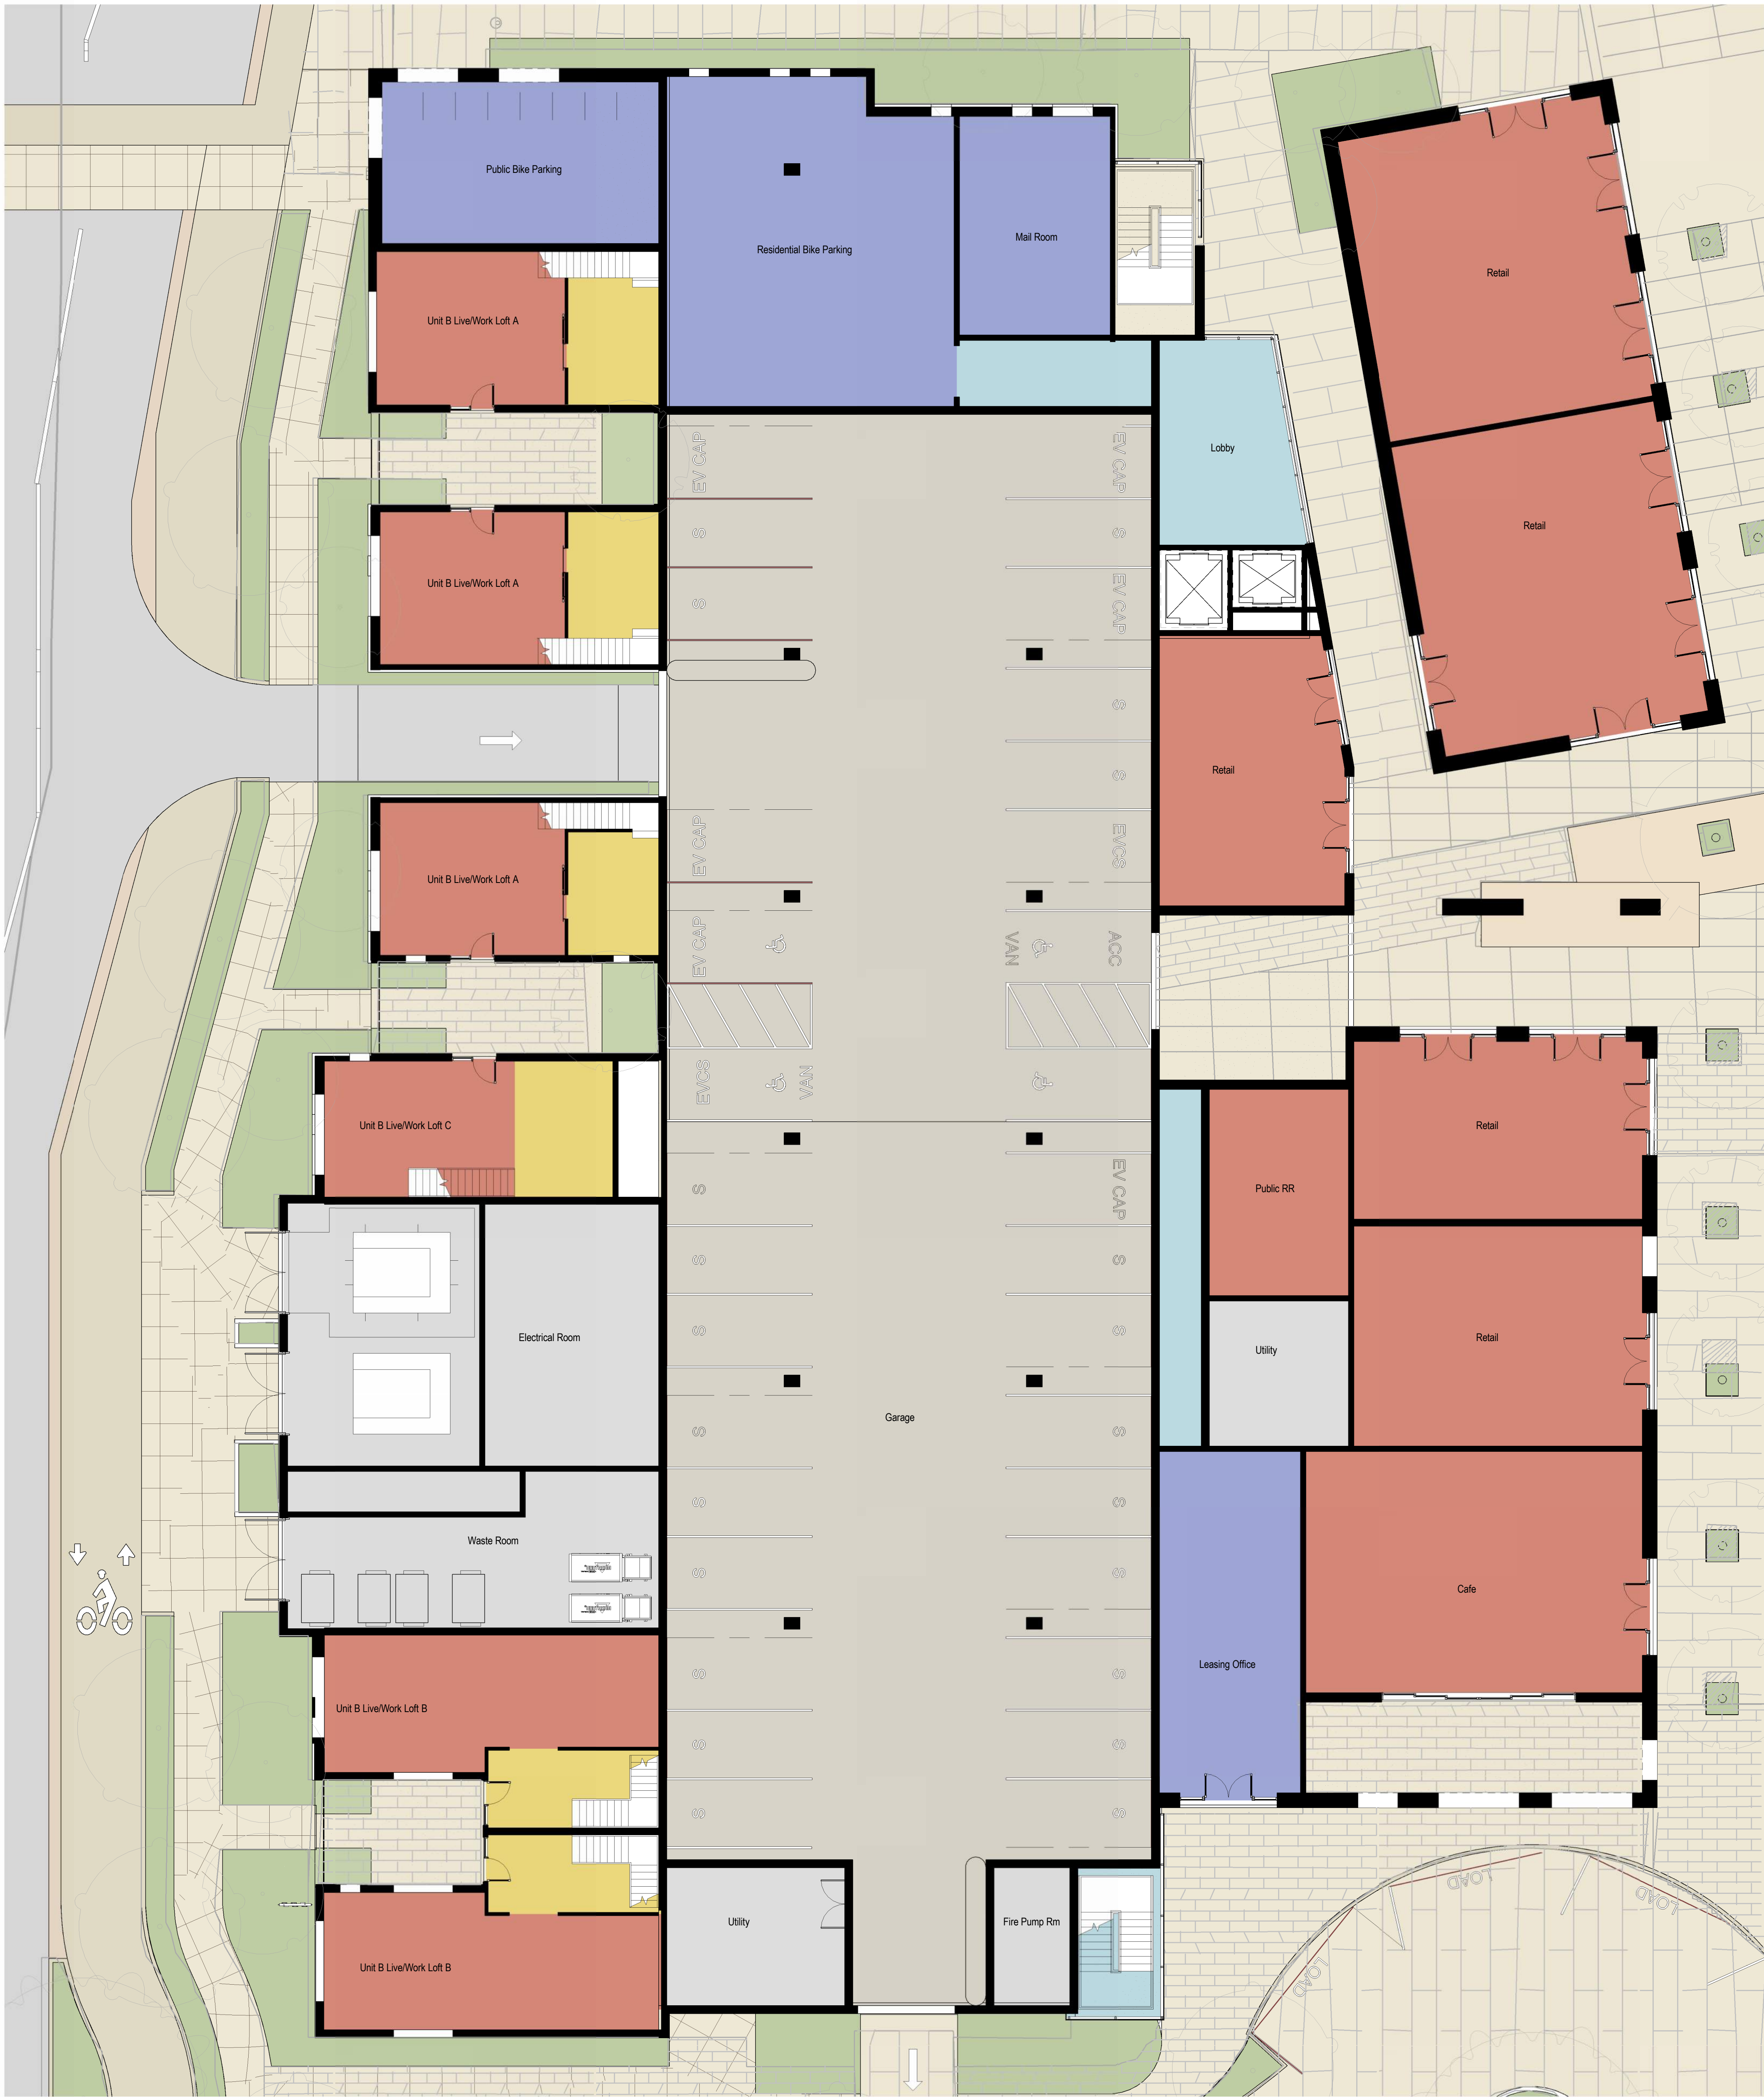 Public Bike Parking
Residential Bike Parking
Mail Room
Retail
Unit B Live/Work Loft A
EV CAP
EV CAP
Lobby
S
Retail
Unit B Live/Work Loft A
S
EV CAP
S
Retail
S
EV CAP
EVCS
Unit B Live/Work Loft A
EV CAP
VAN
ACC
EVCS
VAN
Unit B Live/Work Loft C
Retail
S
EV CAP
Public RR
S
S
Electrical Room
S
S
Utility
Retail
Garage
S
S
S
S
Waste Room
S
S
Cafe
Leasing Office
S
S
Unit B Live/Work Loft B
S
S
S
S
LOAD
LOAD
Utility
Fire Pump Rm
Unit B Live/Work Loft B
LOAD